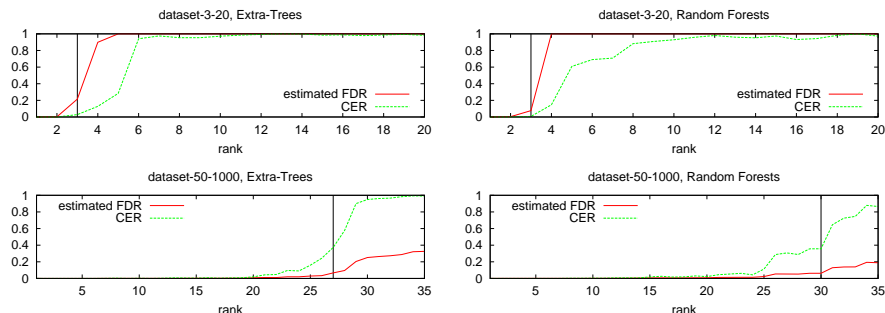 dataset-3-20, Extra-Trees
1
0.8
0.6
0.4
0.2
0
estimated FDR
CER
2 4 6 8 10 12 14 16 18 20
rank
dataset-3-20, Random Forests
1
0.8
0.6
0.4
0.2
0
estimated FDR
CER
2 4 6 8 10 12 14 16 18 20
rank
dataset-50-1000, Extra-Trees
1
0.8
0.6
0.4
0.2
0
estimated FDR
CER
5 10 15 20 25 30 35
rank
dataset-50-1000, Random Forests
1
0.8
0.6
0.4
0.2
0
estimated FDR
CER
5 10 15 20 25 30 35
rank